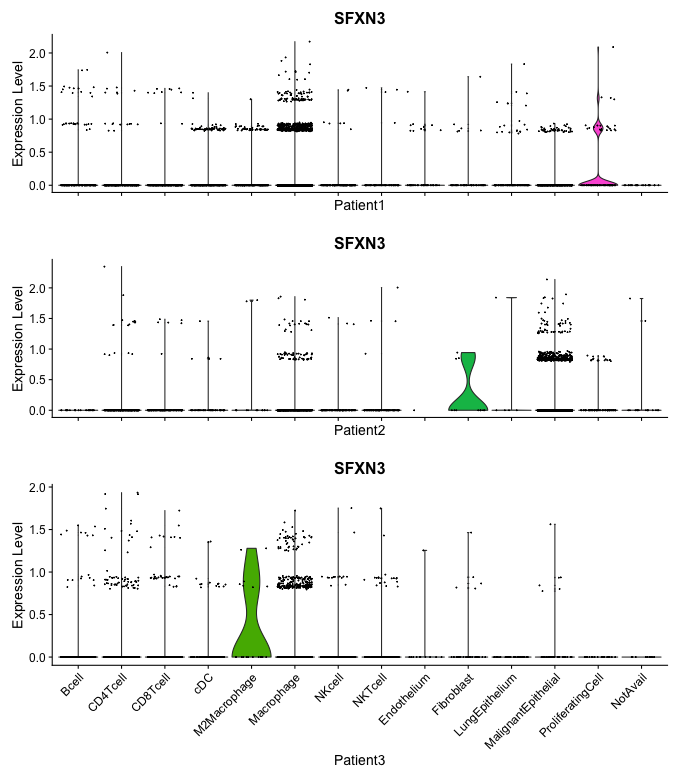 SFXN3
Expression Level
2.0
1.5
1.0
0.5
0.0
Patient1
SFXN3
Expression Level
2.0
1.5
1.0
0.5
0.0
Patient2
SFXN3
Expression Level
2.0
1.5
1.0
0.5
0.0
Bcell
CD4Tcell
CD8Tcell
cDC
M2Macrophage
Macrophage
NKcell
NKTcell
Endothelium
Fibroblast
LungEpithelium
MalignantEpithelial
ProliferatingCell
NotAvail
Patient3